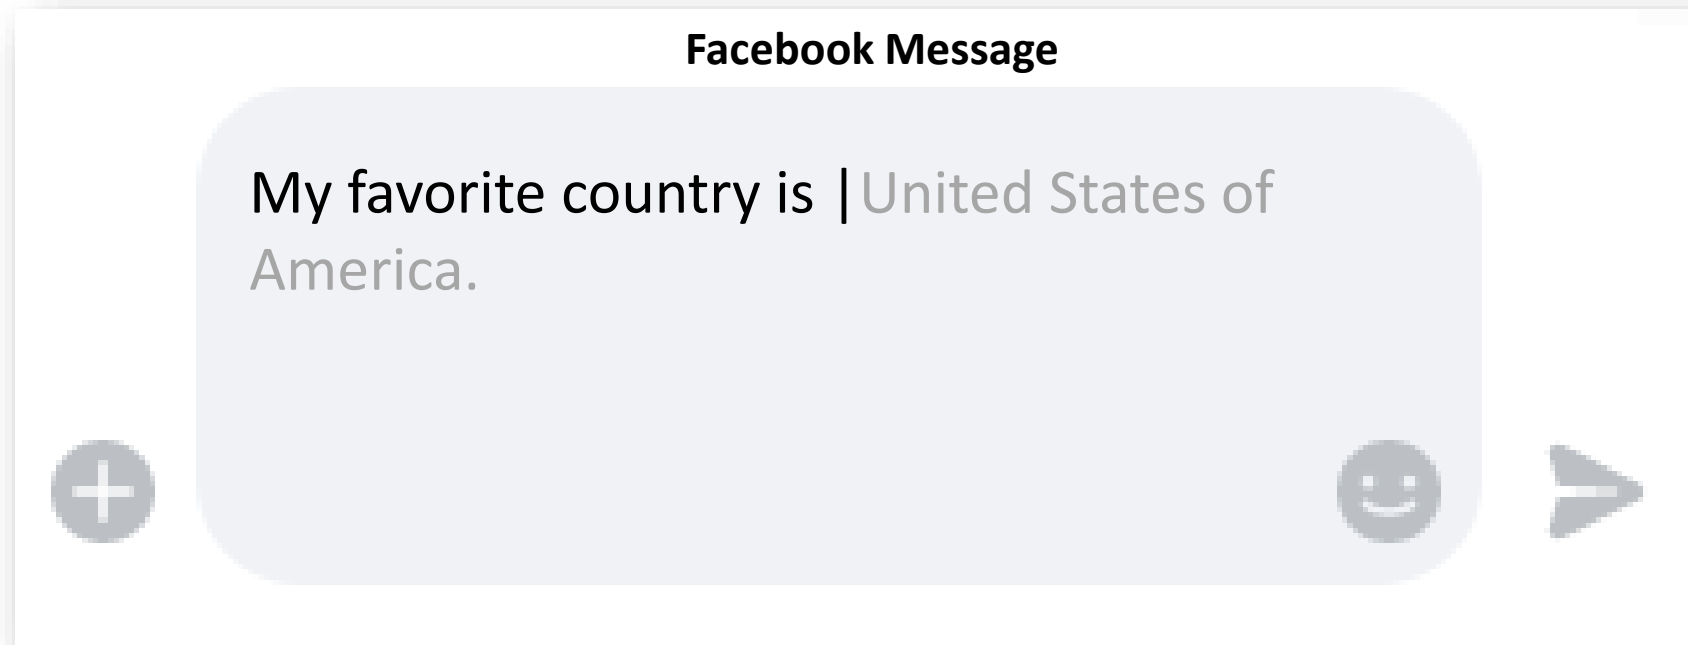 Facebook Message
My favorite country is |United States of
America.